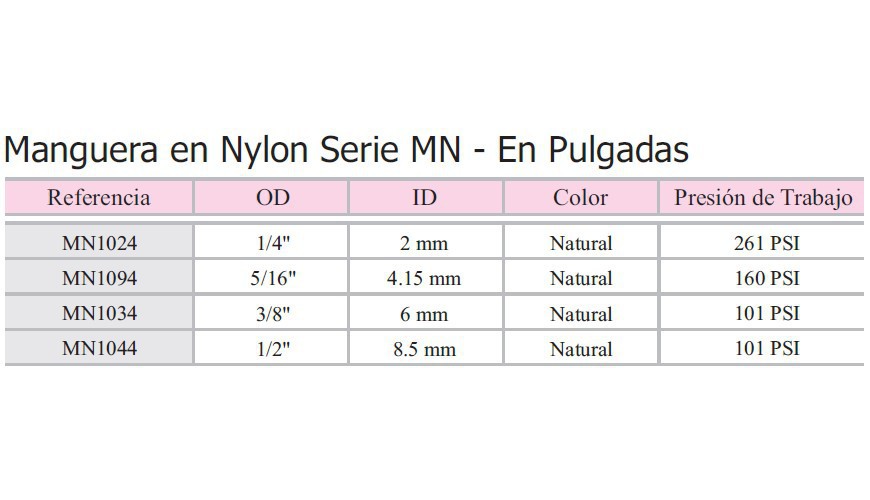 Manguera en Nylon Serie MN - En Pulgadas
Referencia OD ID Color Presión de Trabajo
MN1024 1/4" 2 mm Natural 261 PSI
MN1094 5/16" 4.15 mm Natural 160 PSI
MN1034 3/8" 6 mm Natural 101 PSI
MN1044 1/2" 8.5 mm Natural 101 PSI